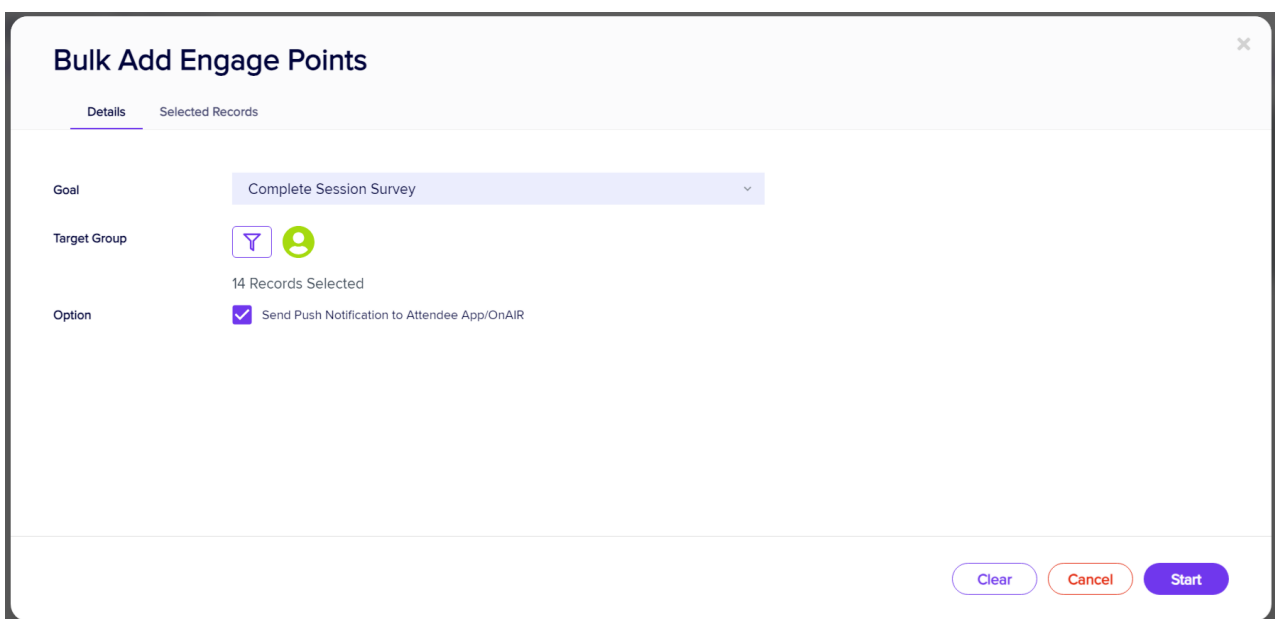 Bulk Add Engage Points
Details Selected Records
Goal Complete Session Survey
Target Group
14 Records Selected
Option Send Push Notification to Attendee App/OnAIR
Clear Cancel Start